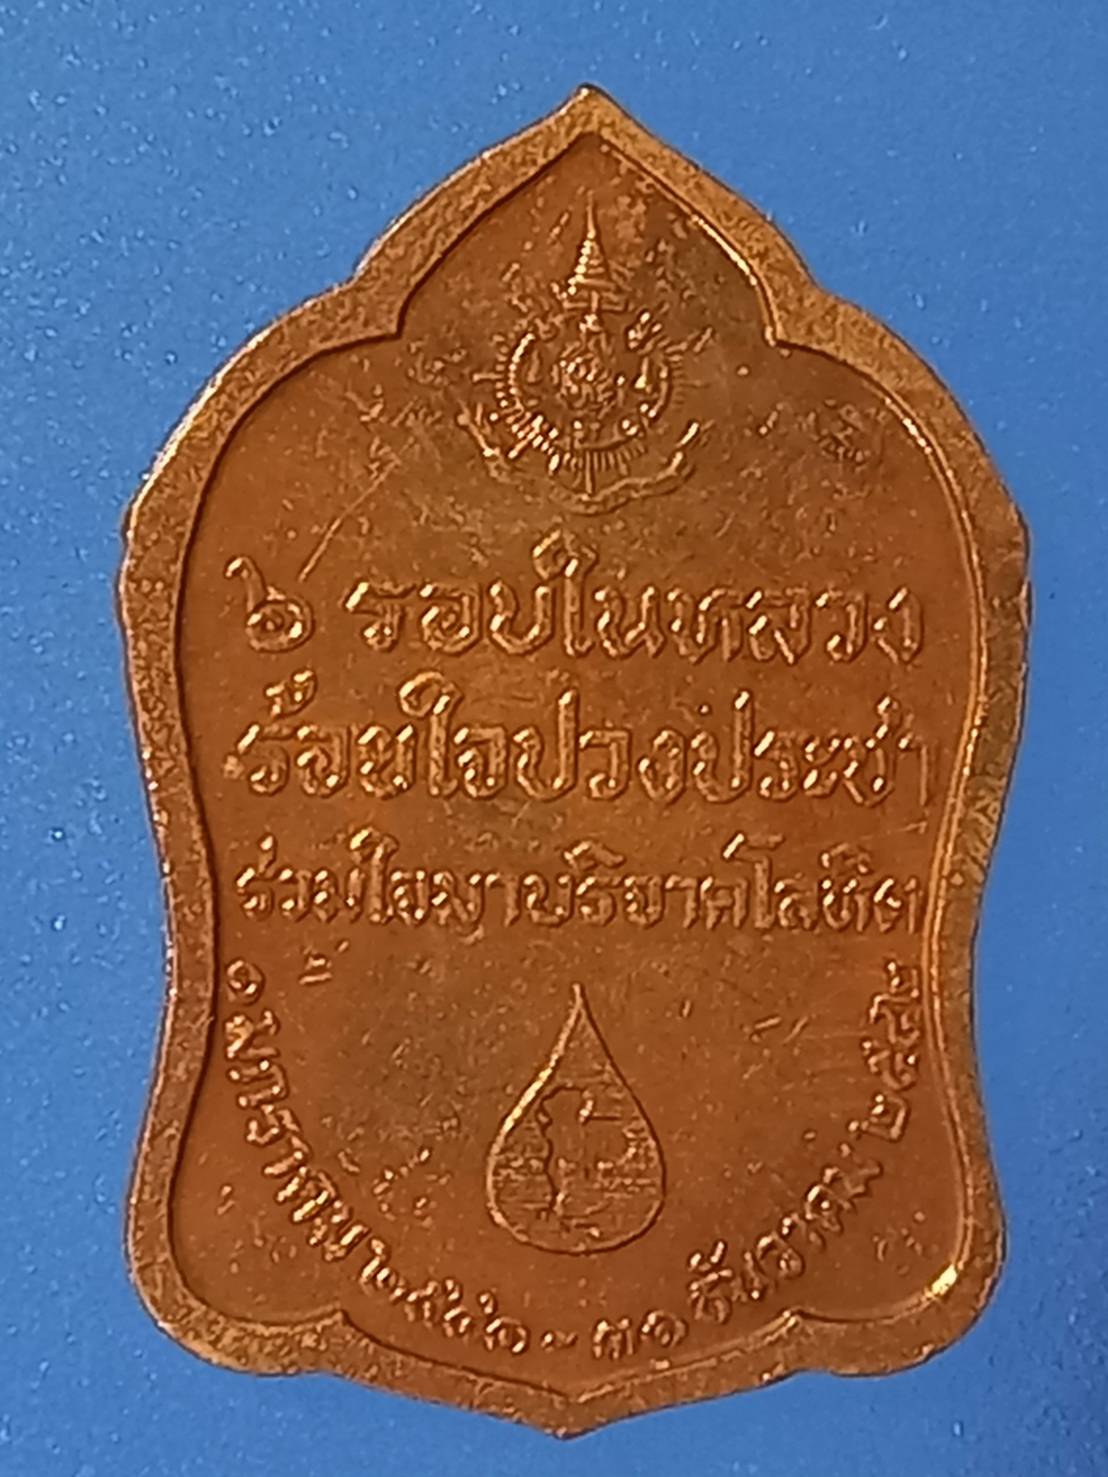 ๖ รอบในหลวง
ร้อยใจปวงประชา
ร่วมใจมาบริจาคโลหิต
๑ มกราคม ๒๕๔๑ - ๓๑ ธันวาคม ๒๕๔๒